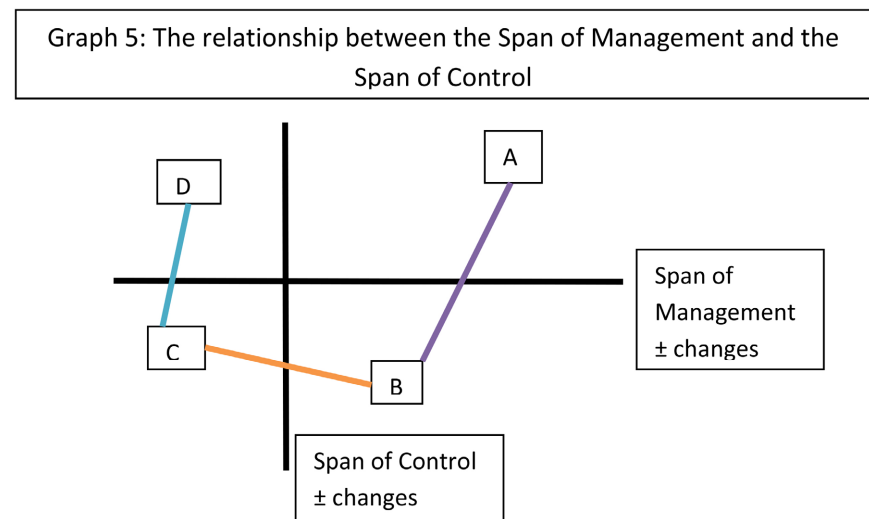 Graph 5: The relationship between the Span of Management and the
Span of Control
A
D
Span of
Management
± changes
C
B
Span of Control
± changes